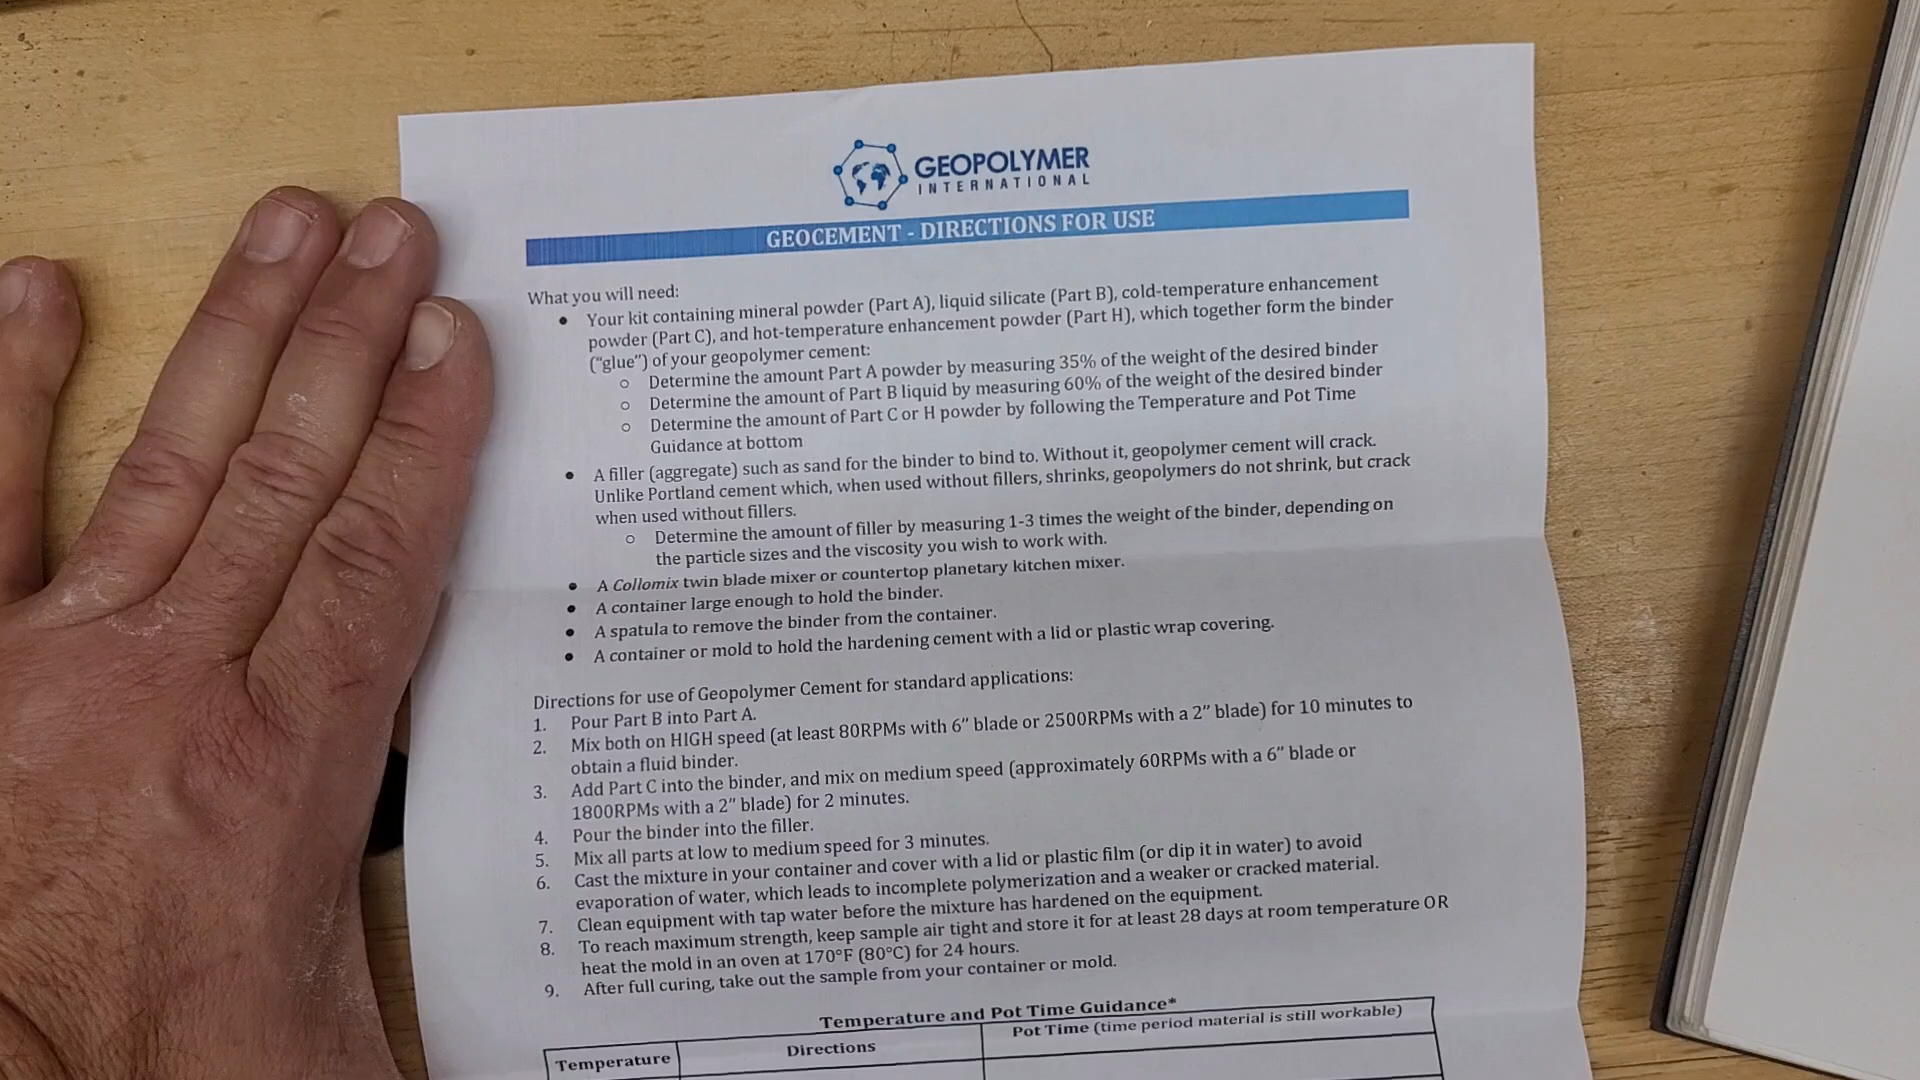 GEOPOLYMER
INTERNATIONAL
GEOCEMENT - DIRECTIONS FOR USE
What you will need:
• Your kit containing mineral powder (Part A), liquid silicate (Part B), cold-temperature enhancement
powder (Part C), and hot-temperature enhancement powder (Part H), which together form the binder
("glue") of your geopolymer cement:
o Determine the amount Part A powder by measuring 35% of the weight of the desired binder
o Determine the amount of Part B liquid by measuring 60% of the weight of the desired binder
o Determine the amount of Part C or H powder by following the Temperature and Pot Time
Guidance at bottom
• A filler (aggregate) such as sand for the binder to bind to. Without it, geopolymer cement will crack.
Unlike Portland cement which, when used without fillers, shrinks, geopolymers do not shrink, but crack
when used without fillers.
o Determine the amount of filler by measuring 1-3 times the weight of the binder, depending on
the particle sizes and the viscosity you wish to work with.
• A Collomix twin blade mixer or countertop planetary kitchen mixer.
• A container large enough to hold the binder.
• A spatula to remove the binder from the container.
• A container or mold to hold the hardening cement with a lid or plastic wrap covering.
Directions for use of Geopolymer Cement for standard applications:
1. Pour Part B into Part A.
2. Mix both on HIGH speed (at least 80RPMs with 6" blade or 2500RPMs with a 2" blade) for 10 minutes to
obtain a fluid binder.
3. Add Part C into the binder, and mix on medium speed (approximately 60RPMs with a 6" blade or
1800RPMs with a 2" blade) for 2 minutes.
4. Pour the binder into the filler.
5. Mix all parts at low to medium speed for 3 minutes.
6. Cast the mixture in your container and cover with a lid or plastic film (or dip it in water) to avoid
evaporation of water, which leads to incomplete polymerization and a weaker or cracked material.
7. Clean equipment with tap water before the mixture has hardened on the equipment.
8. To reach maximum strength, keep sample air tight and store it for at least 28 days at room temperature OR
heat the mold in an oven at 170°F (80°C) for 24 hours.
9. After full curing, take out the sample from your container or mold.
Temperature and Pot Time Guidance*
Temperature Directions Pot Time (time period material is still workable)